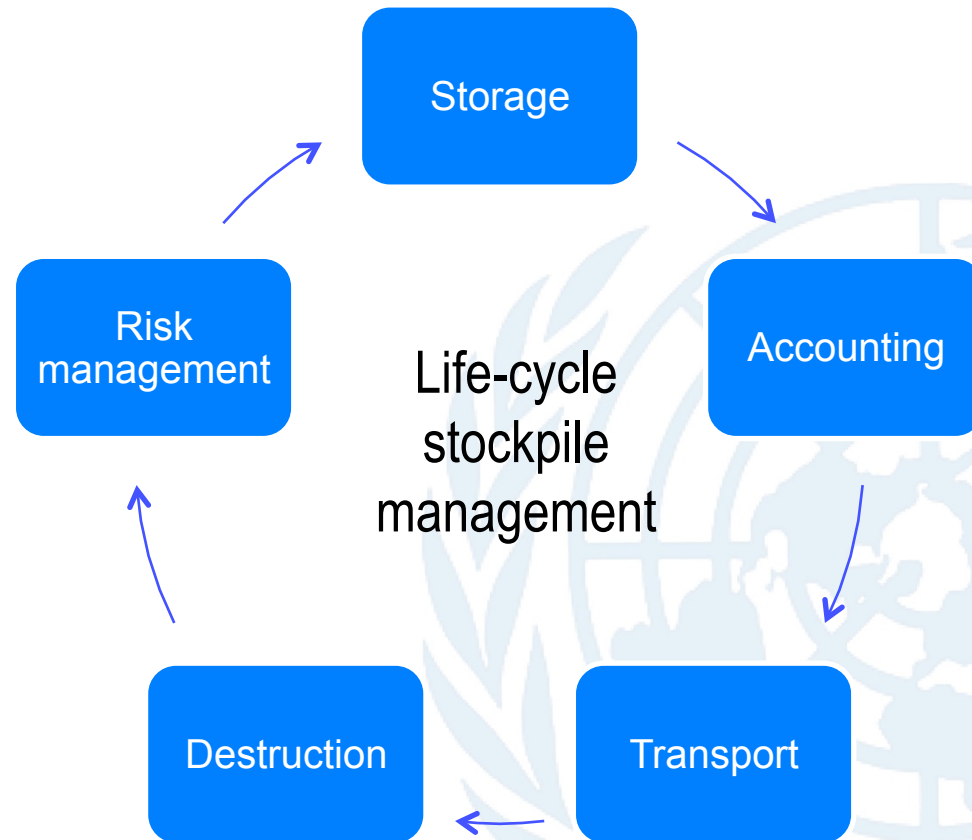 Storage
Accounting
Transport
Destruction
Risk
management
Life-cycle
stockpile
management